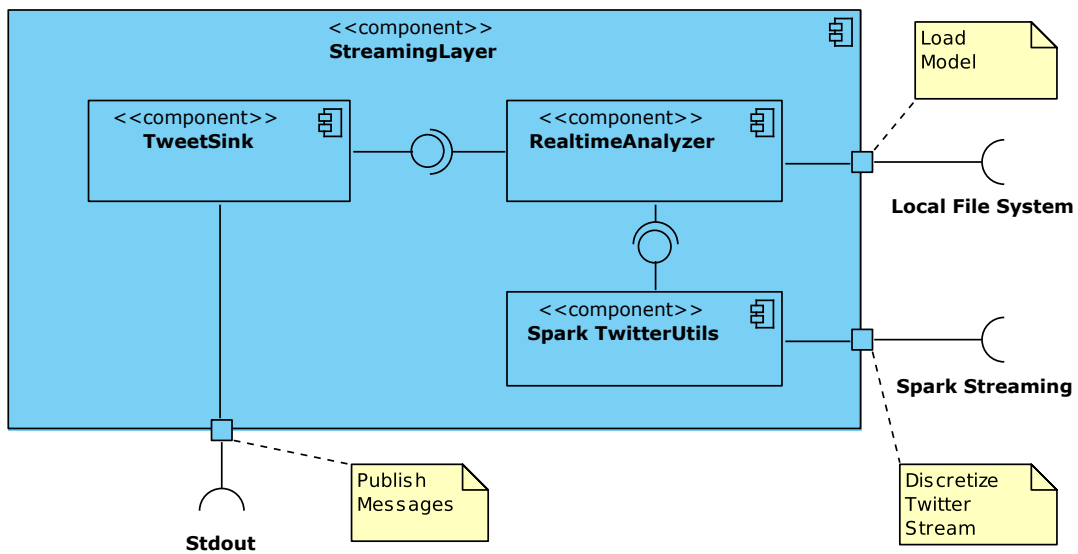 <<component>>
StreamingLayer
Load
Model
<<component>>
TweetSink
<<component>>
RealtimeAnalyzer
Local File System
<<component>>
Spark TwitterUtils
Spark Streaming
Publish
Messages
Discretize
Twitter
Stream
Stdout